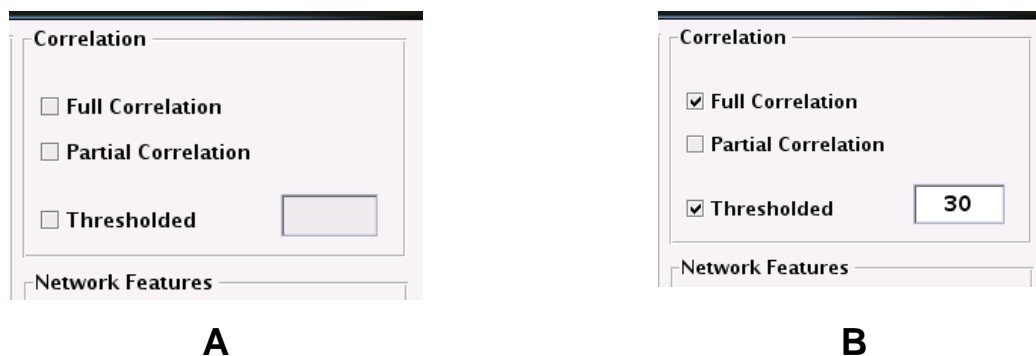 Correlation
Full Correlation
Partial Correlation
Thresholded
Network Features
A
Correlation
Full Correlation
Partial Correlation
Thresholded 30
Network Features
B